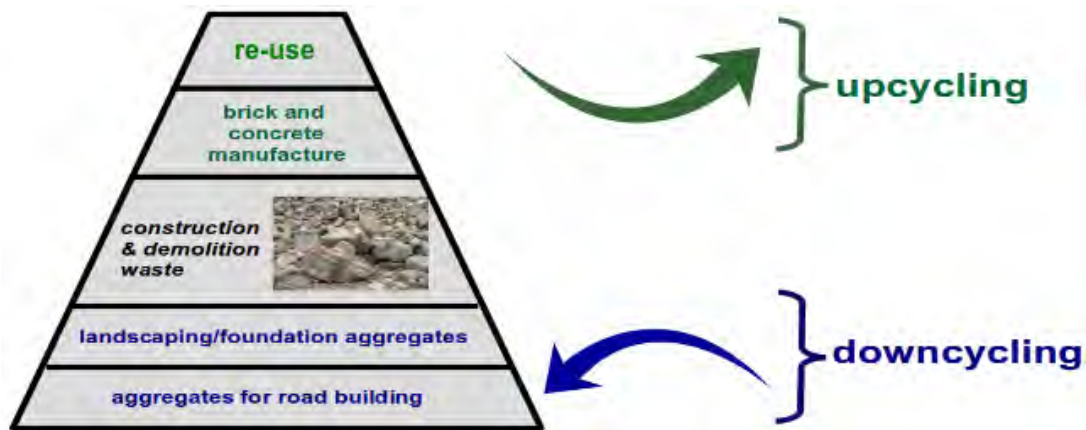 re-use
brick and
concrete
manufacture
construction
& demolition
waste
landscaping/foundation aggregates
aggregates for road building
upcycling
downcycling